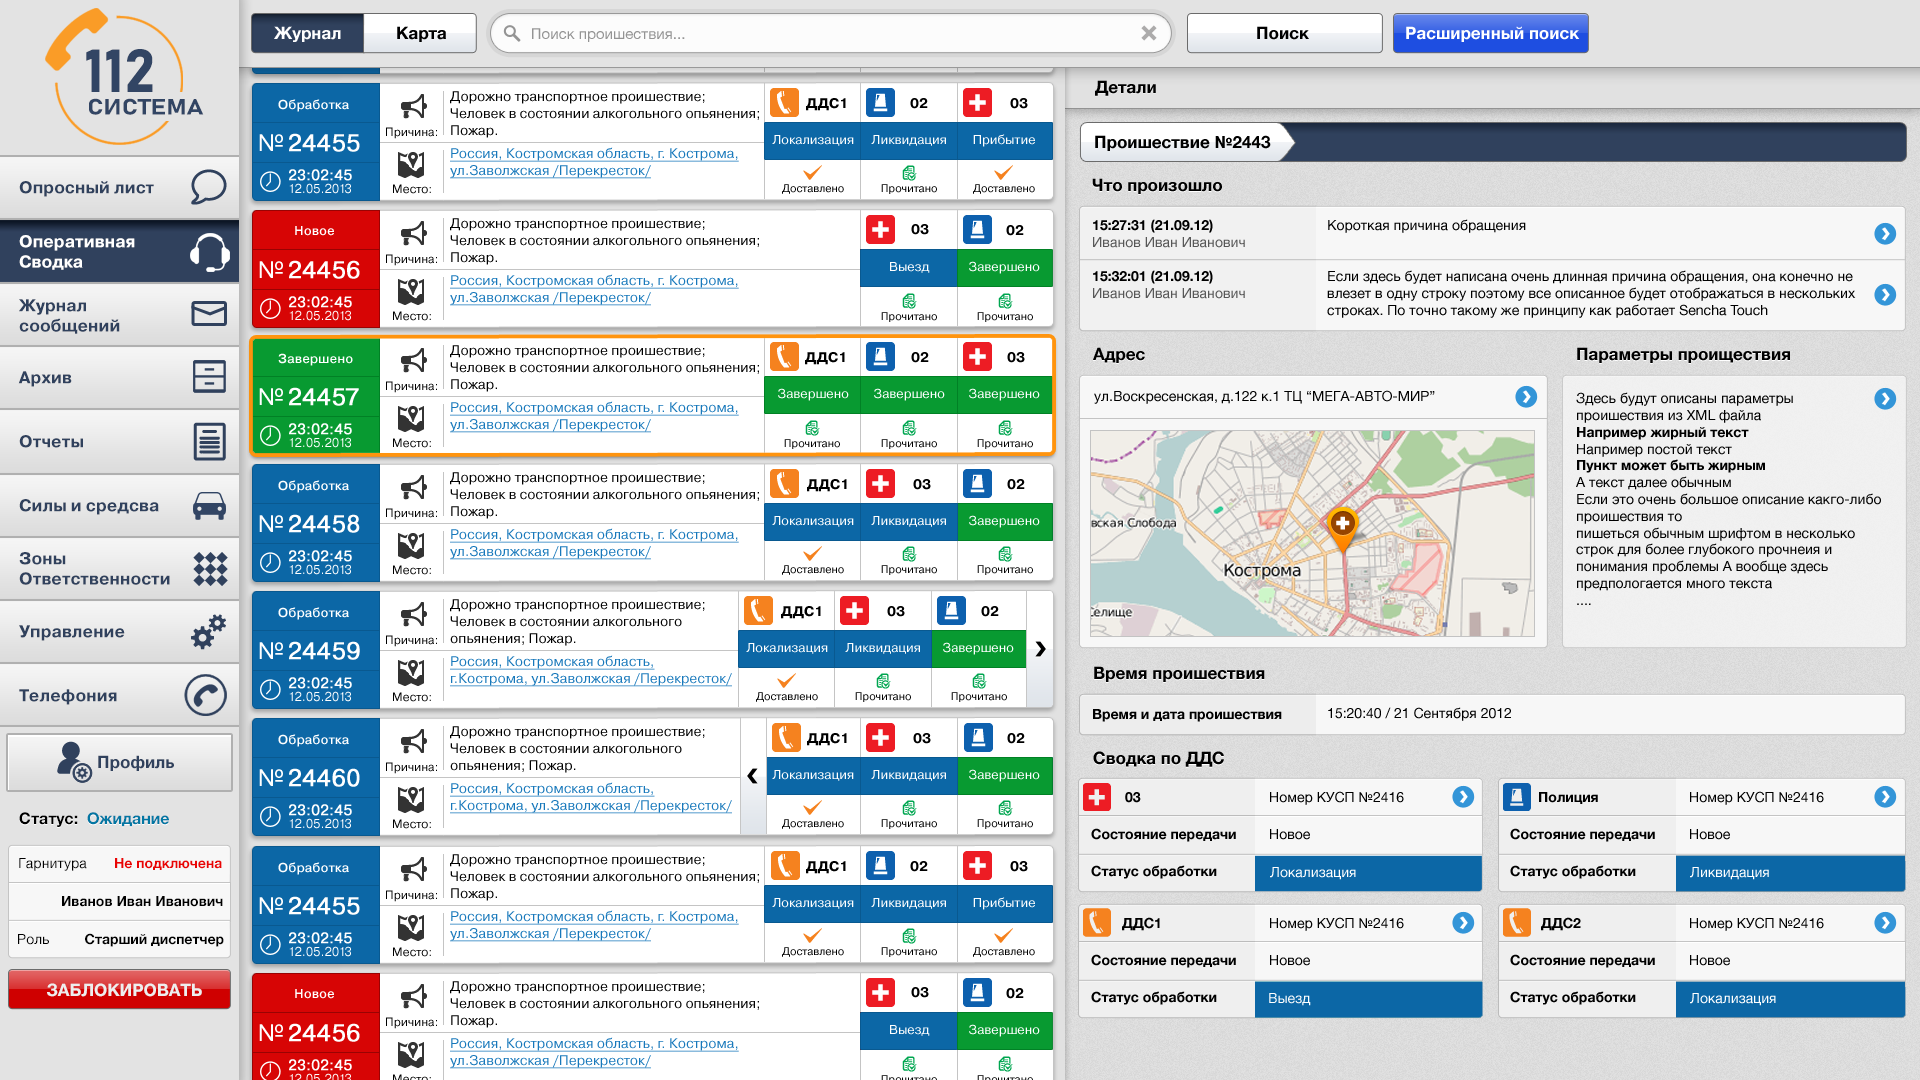 112
СИСТЕМА
Опросный лист
Оперативная
Сводка
Журнал
сообщений
Архив
Отчеты
Силы и средсва
Зоны
Ответственности
Управление
Телефония
Профиль
Статус: Ожидание
Гарнитура Не подключена
Иванов Иван Иванович
Роль Старший диспетчер
ЗАБЛОКИРОВАТЬ
Журнал Карта Поиск проишествия... Поиск Расширенный поиск
Обработка
№ 24455
23:02:45
12.05.2013
Причина:
Дорожно транспортное проишествие;
Человек в состоянии алкогольного опьянения;
Пожар.
Место:
Россия, Костромская область, г. Кострома,
ул.Заволжская /Перекресток/
ДДС1 02 03
Локализация Ликвидация Прибытие
Доставлено Прочитано Доставлено
Новое
№ 24456
23:02:45
12.05.2013
Причина:
Дорожно транспортное проишествие;
Человек в состоянии алкогольного опьянения;
Пожар.
Место:
Россия, Костромская область, г. Кострома,
ул.Заволжская /Перекресток/
03 02
Выезд Завершено
Прочитано Прочитано
Завершено
№ 24457
23:02:45
12.05.2013
Причина:
Дорожно транспортное проишествие;
Человек в состоянии алкогольного опьянения;
Пожар.
Место:
Россия, Костромская область, г. Кострома,
ул.Заволжская /Перекресток/
ДДС1 02 03
Завершено Завершено Завершено
Прочитано Прочитано Прочитано
Обработка
№ 24458
23:02:45
12.05.2013
Причина:
Дорожно транспортное проишествие;
Человек в состоянии алкогольного опьянения;
Пожар.
Место:
Россия, Костромская область, г. Кострома,
ул.Заволжская /Перекресток/
ДДС1 03 02
Локализация Ликвидация Завершено
Доставлено Прочитано Прочитано
Обработка
№ 24459
23:02:45
12.05.2013
Причина:
Дорожно транспортное проишествие;
Человек в состоянии алкогольного
опьянения; Пожар.
Место:
Россия, Костромская область,
г.Кострома, ул.Заволжская /Перекресток/
ДДС1 03 02
Локализация Ликвидация Завершено
Доставлено Прочитано Прочитано
Обработка
№ 24460
23:02:45
12.05.2013
Причина:
Дорожно транспортное проишествие;
Человек в состоянии алкогольного
опьянения; Пожар.
Место:
Россия, Костромская область,
г.Кострома, ул.Заволжская /Перекресток/
ДДС1 03 02
Локализация Ликвидация Завершено
Доставлено Прочитано Прочитано
Обработка
№ 24455
23:02:45
12.05.2013
Причина:
Дорожно транспортное проишествие;
Человек в состоянии алкогольного опьянения;
Пожар.
Место:
Россия, Костромская область, г. Кострома,
ул.Заволжская /Перекресток/
ДДС1 02 03
Локализация Ликвидация Прибытие
Доставлено Прочитано Доставлено
Новое
№ 24456
23:02:45
12.05.2013
Причина:
Дорожно транспортное проишествие;
Человек в состоянии алкогольного опьянения;
Пожар.
Место:
Россия, Костромская область, г. Кострома,
ул.Заволжская /Перекресток/
03 02
Выезд Завершено
Прочитано Прочитано
Детали
Проишествие №2443
Что произошло
15:27:31 (21.09.12)
Иванов Иван Иванович
Короткая причина обращения
15:32:01 (21.09.12)
Иванов Иван Иванович
Если здесь будет написана очень длинная причина обращения, она конечно не
влезет в одну строку поэтому все описанное будет отображаться в нескольких
строках. По точно такому же принципу как работает Sencha Touch
Адрес
ул.Воскресенская, д.122 к.1 ТЦ “МЕГА-АВТО-МИР”
вская Слобода
Кострома
Селище
Параметры проиществия
Здесь будут описаны параметры
проишествия из XML файла
Например жирный текст
Например постой текст
Пункт может быть жирным
А текст далее обычным
Если это очень большое описание какго-либо
проишествия то
пишеться обычным шрифтом в несколько
строк для более глубокого прочнеия и
понимания проблемы А вообще здесь
предпологается много текста
....
Время проишествия
Время и дата проишествия 15:20:40 / 21 Сентября 2012
Сводка по ДДС
03 Номер КУСП №2416
Состояние передачи Новое
Статус обработки Локализация
Полиция Номер КУСП №2416
Состояние передачи Новое
Статус обработки Ликвидация
ДДС1 Номер КУСП №2416
Состояние передачи Новое
Статус обработки Выезд
ДДС2 Номер КУСП №2416
Состояние передачи Новое
Статус обработки Локализация